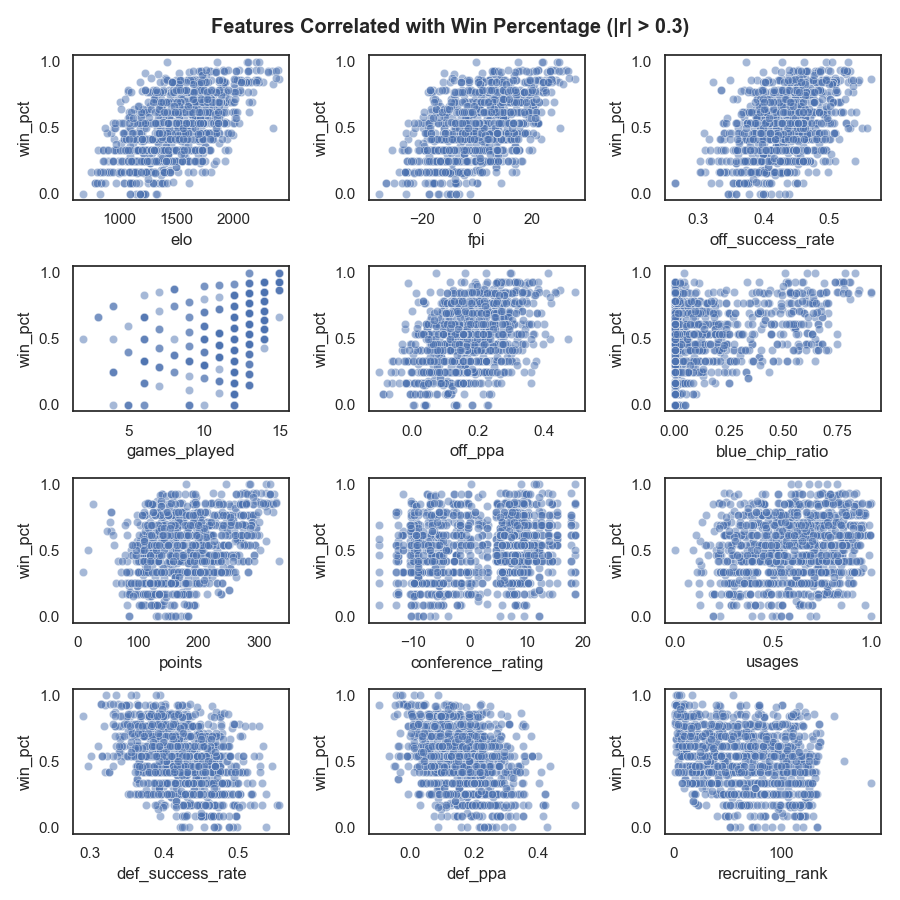 Features Correlated with Win Percentage (|r| > 0.3)
win_pct
1.0
0.5
0.0
1000 1500 2000
elo
win_pct
1.0
0.5
0.0
−20 0 20
fpi
win_pct
1.0
0.5
0.0
0.3 0.4 0.5
off_success_rate
win_pct
1.0
0.5
0.0
5 10 15
games_played
win_pct
1.0
0.5
0.0
0.0 0.2 0.4
off_ppa
win_pct
1.0
0.5
0.0
0.00 0.25 0.50 0.75
blue_chip_ratio
win_pct
1.0
0.5
0.0
0 100 200 300
points
win_pct
1.0
0.5
0.0
−10 0 10 20
conference_rating
win_pct
1.0
0.5
0.0
0.0 0.5 1.0
usages
win_pct
1.0
0.5
0.0
0.3 0.4 0.5
def_success_rate
win_pct
1.0
0.5
0.0
0.0 0.2 0.4
def_ppa
win_pct
1.0
0.5
0.0
0 100
recruiting_rank